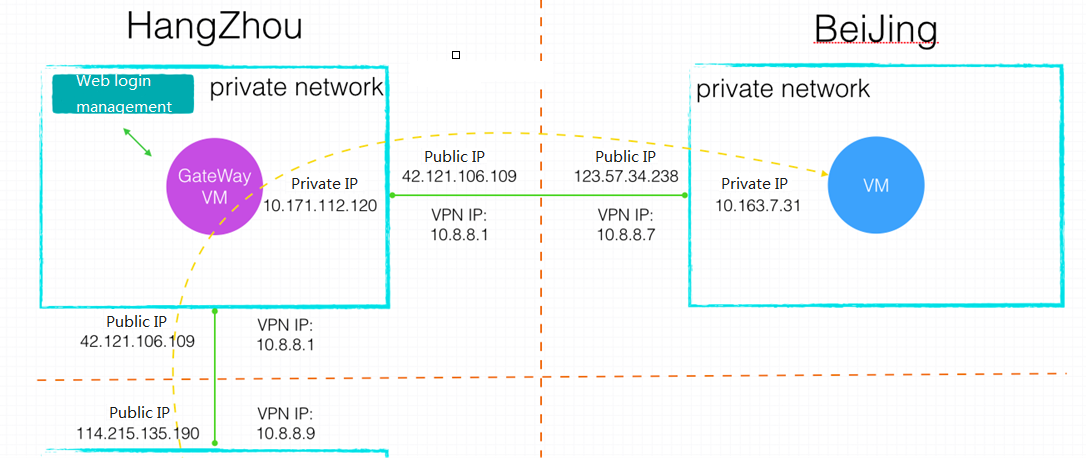 HangZhou
BeiJing
Web login
management
private network
private network
GateWay
VM
Private IP
10.171.112.120
Public IP
42.121.106.109
Public IP
123.57.34.238
VPN IP:
10.8.8.1
VPN IP:
10.8.8.7
Private IP
10.163.7.31
VM
Public IP
42.121.106.109
VPN IP:
10.8.8.1
Public IP
114.215.135.190
VPN IP:
10.8.8.9